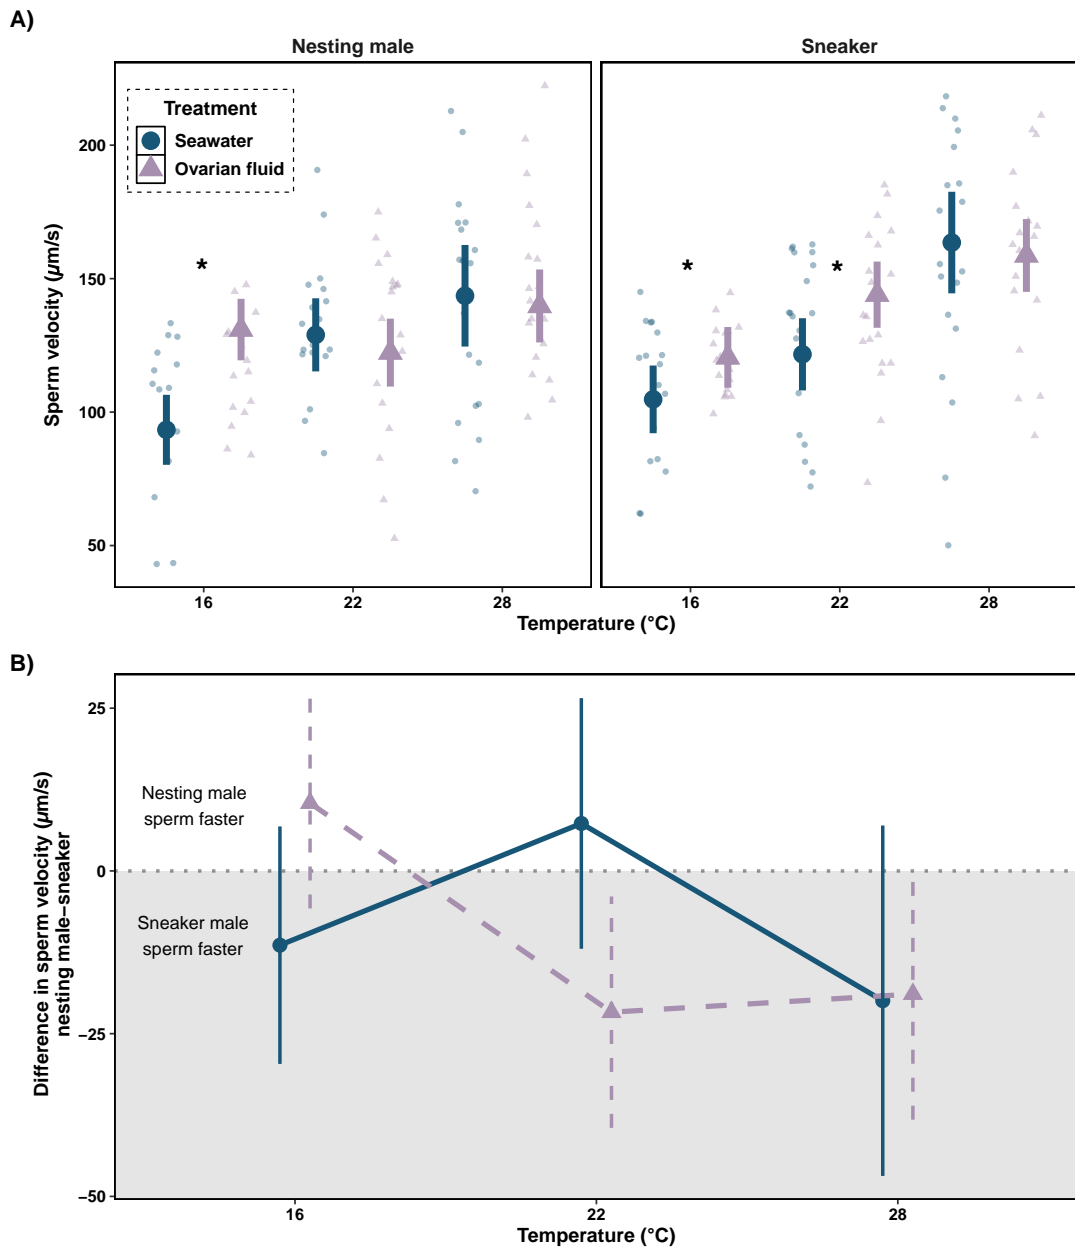 A)
Nesting male
Sneaker
Treatment
Seawater
Ovarian fluid
*
*
*
Sperm velocity (µm/s)
200
150
100
50
16
22
28
16
22
28
Temperature (°C)
B)
Difference in sperm velocity (µm/s)
nesting male−sneaker
25
0
−25
−50
Nesting male
sperm faster
Sneaker male
sperm faster
16
22
28
Temperature (°C)